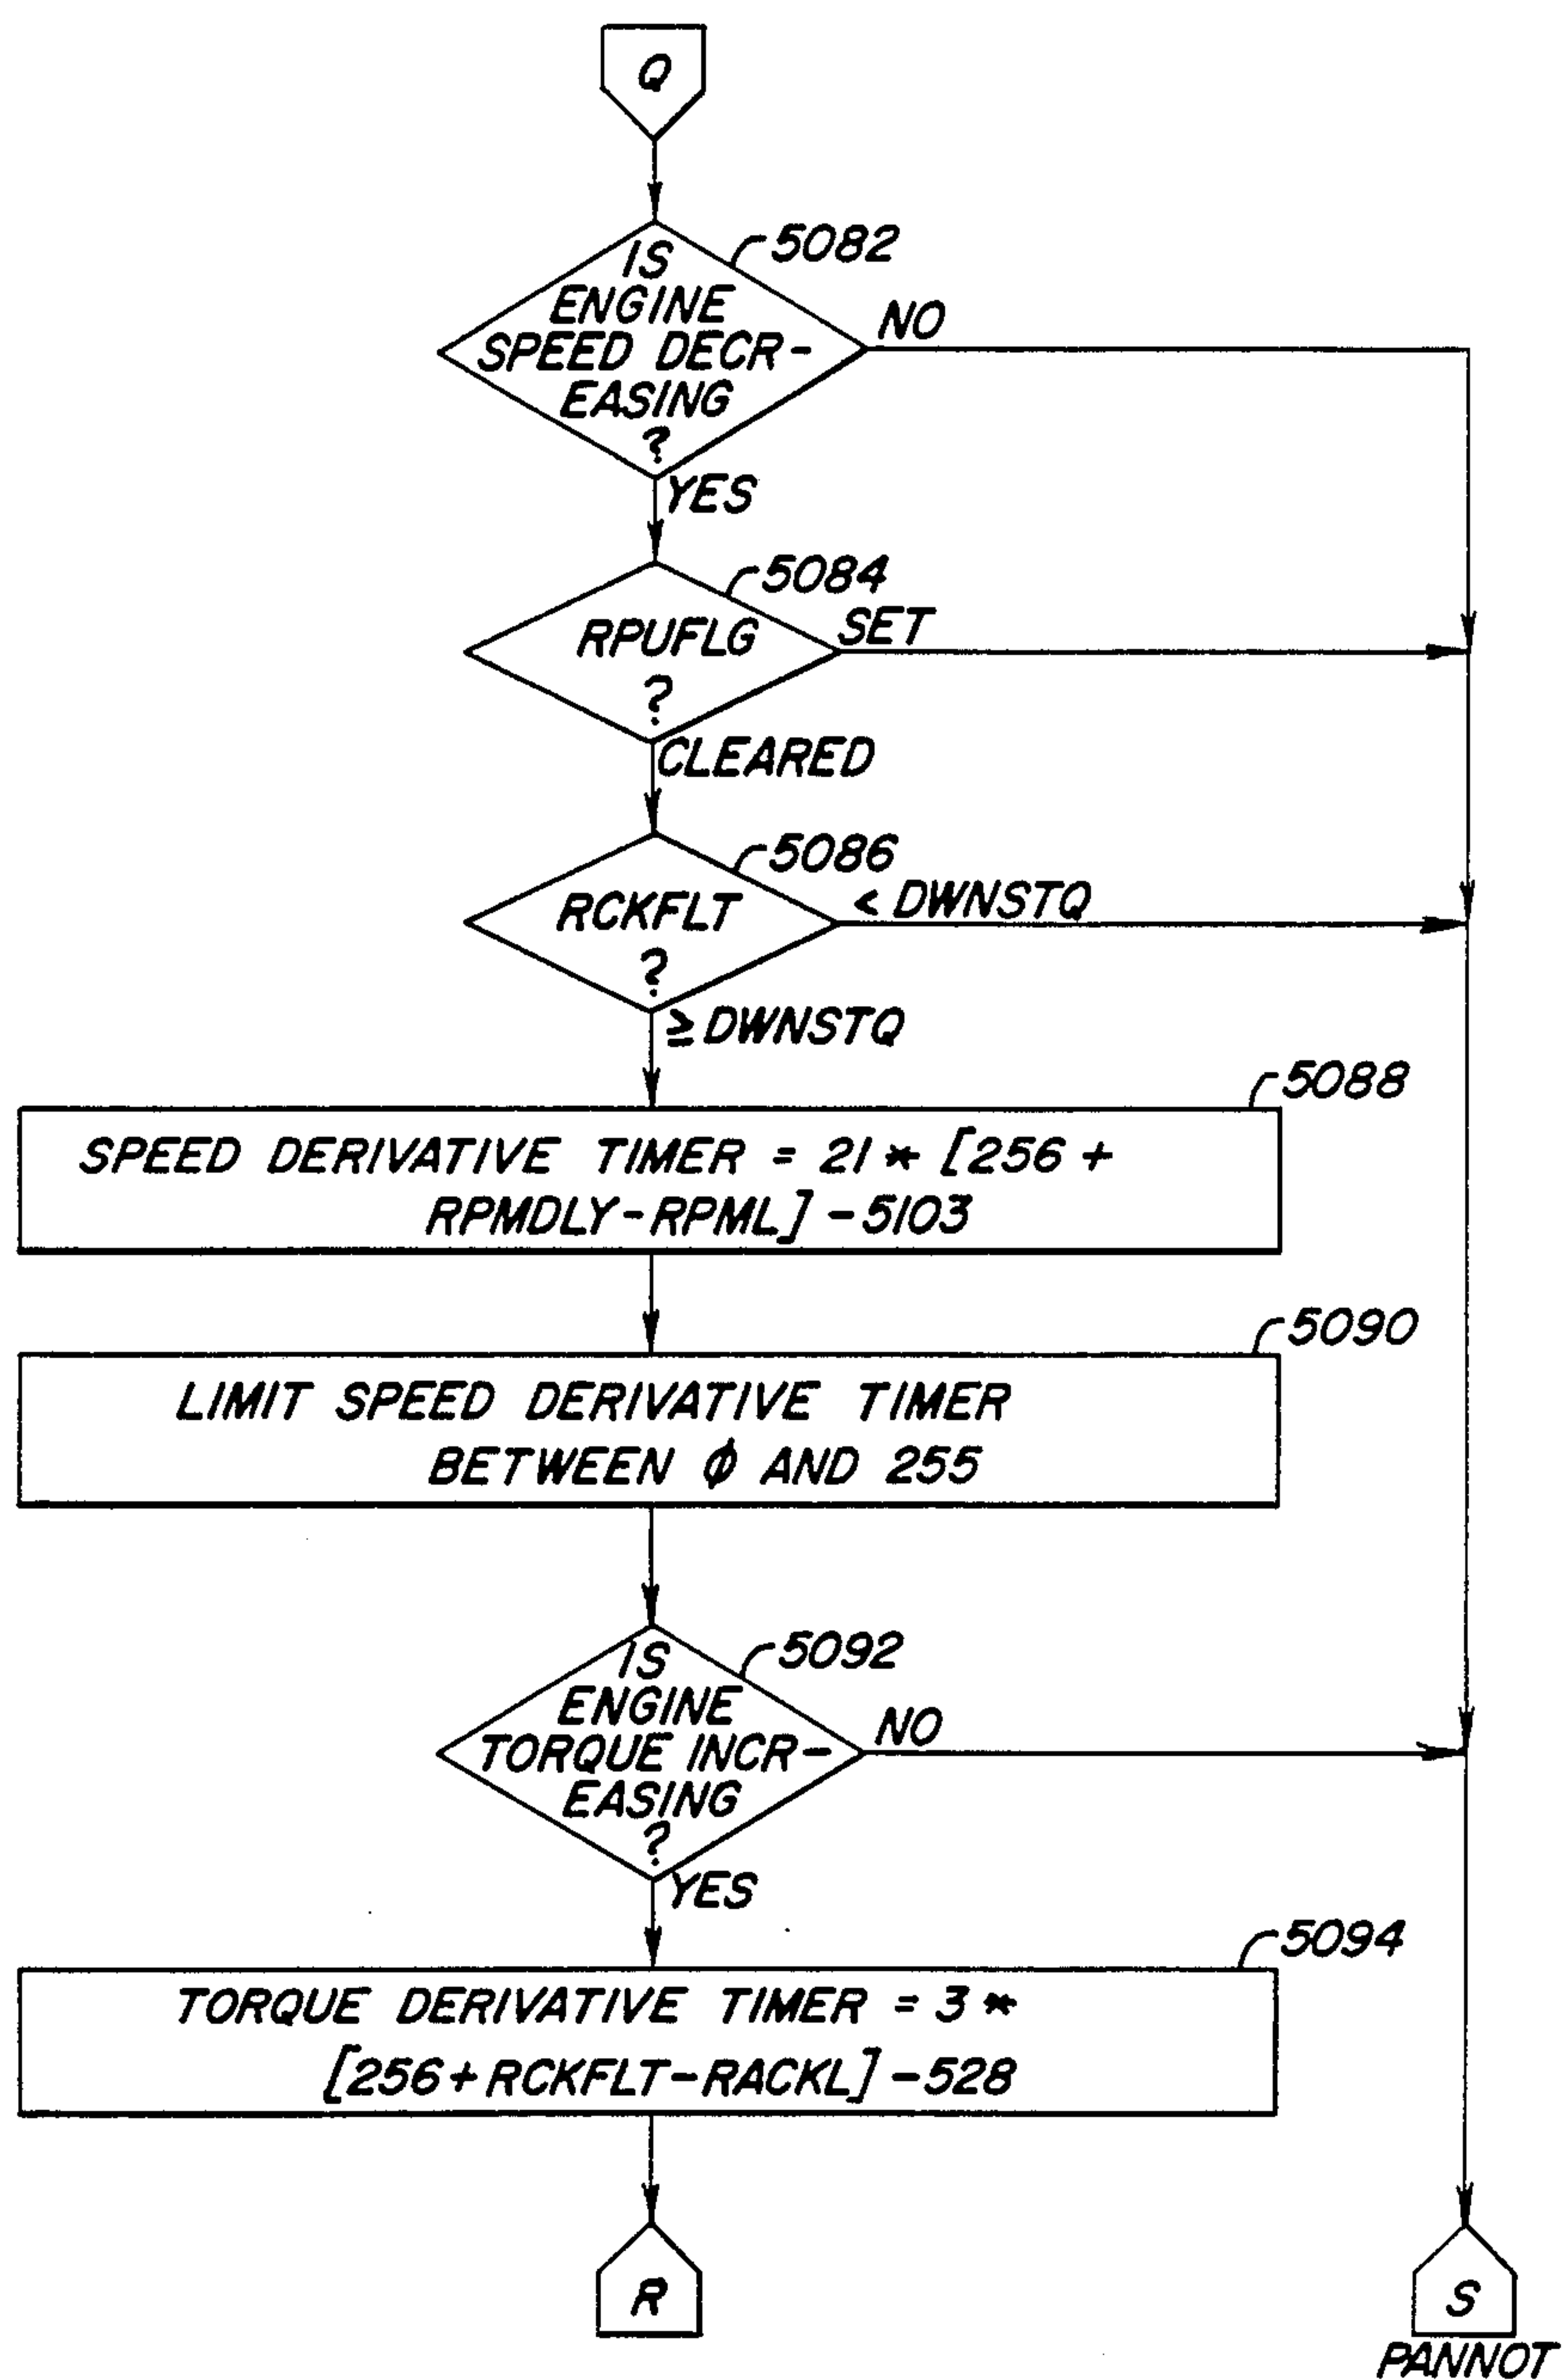 Q
5082
IS
ENGINE
SPEED DECR-
EASING
?
NO
YES
5084
RPUFLG
?
SET
CLEARED
5086
RCKFLT
?
< DWNSTQ
≥ DWNSTQ
5088
SPEED DERIVATIVE TIMER = 21 * [256 +
RPMDLY-RPML] - 5103
5090
LIMIT SPEED DERIVATIVE TIMER
BETWEEN ϕ AND 255
5092
IS
ENGINE
TORQUE INCR-
EASING
?
NO
YES
5094
TORQUE DERIVATIVE TIMER = 3 *
[256+RCKFLT-RACKL] -528
R
S
PANNOT